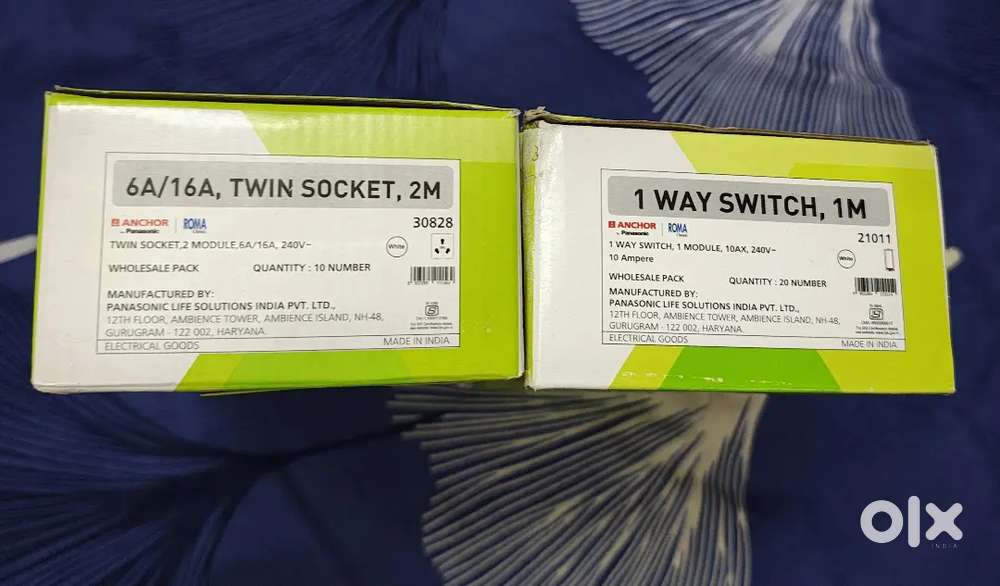 6A/16A, TWIN SOCKET, 2M
ANCHOR
by Panasonic
ROMA
Classic
30828
TWIN SOCKET,2 MODULE,6A/16A, 240V~
White
WHOLESALE PACK QUANTITY : 10 NUMBER
MANUFACTURED BY:
PANASONIC LIFE SOLUTIONS INDIA PVT. LTD.,
12TH FLOOR, AMBIENCE TOWER, AMBIENCE ISLAND, NH-48,
GURUGRAM - 122 002, HARYANA.
ELECTRICAL GOODS MADE IN INDIA
1 WAY SWITCH, 1M
ANCHOR
by Panasonic
ROMA
Classic
21011
1 WAY SWITCH, 1 MODULE, 10AX, 240V~
10 Ampere
White
WHOLESALE PACK QUANTITY : 20 NUMBER
MANUFACTURED BY:
PANASONIC LIFE SOLUTIONS INDIA PVT. LTD.,
12TH FLOOR, AMBIENCE TOWER, AMBIENCE ISLAND, NH-48,
GURUGRAM - 122 002, HARYANA.
ELECTRICAL GOODS MADE IN INDIA
olx
INDIA